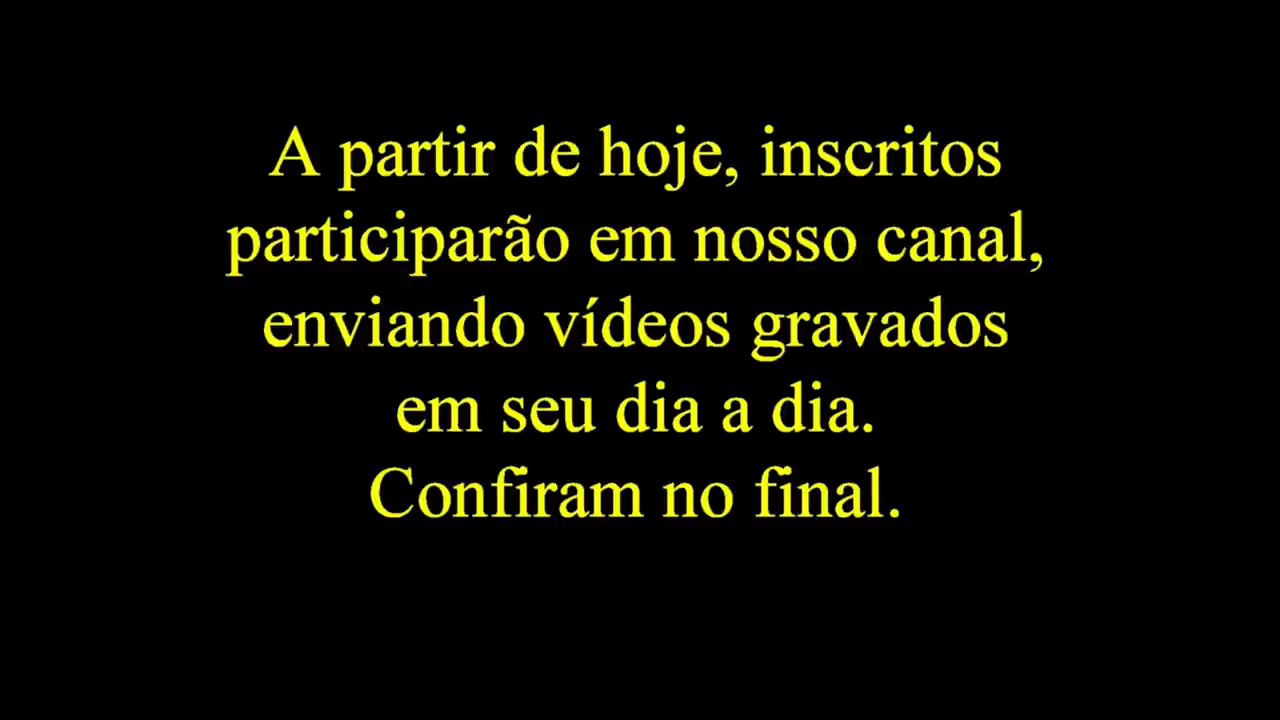 A partir de hoje, inscritos
participarão em nosso canal,
enviando vídeos gravados
em seu dia a dia.
Confiram no final.